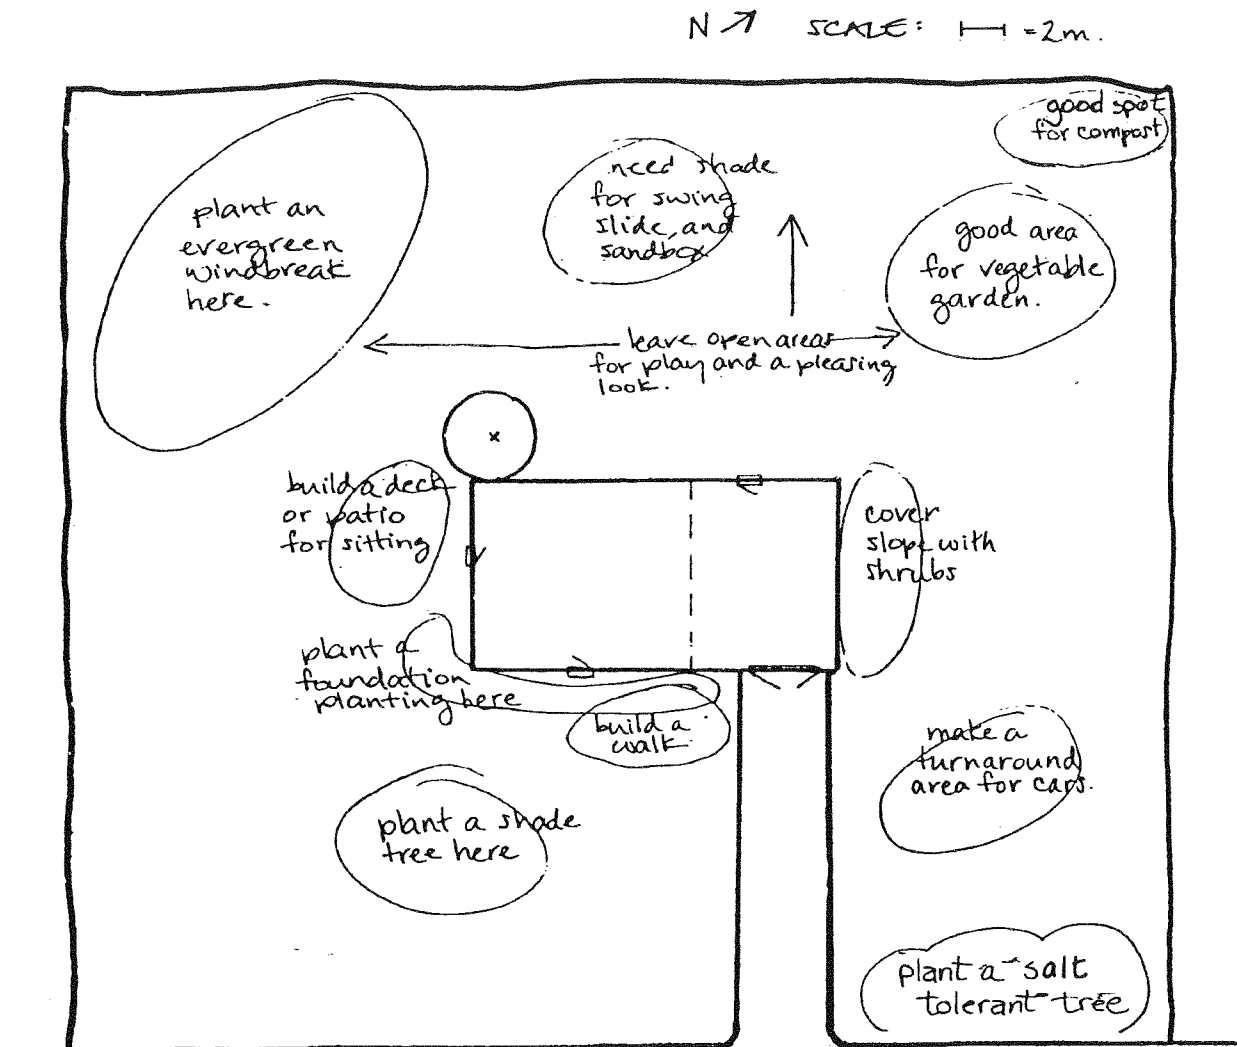 N ↗ SCALE: ⊢⊣ = 2m.
good spot
for compost
need shade
for swing
slide, and
sandbox
plant an
evergreen
windbreak
here.
good area
for vegetable
garden.
leave open areas
for play and a pleasing
look.
x
build a deck
or patio
for sitting
cover
slope with
shrubs
plant a
foundation
planting here
build a
walk
make a
turnaround
area for cars.
plant a shade
tree here
plant a salt
tolerant tree